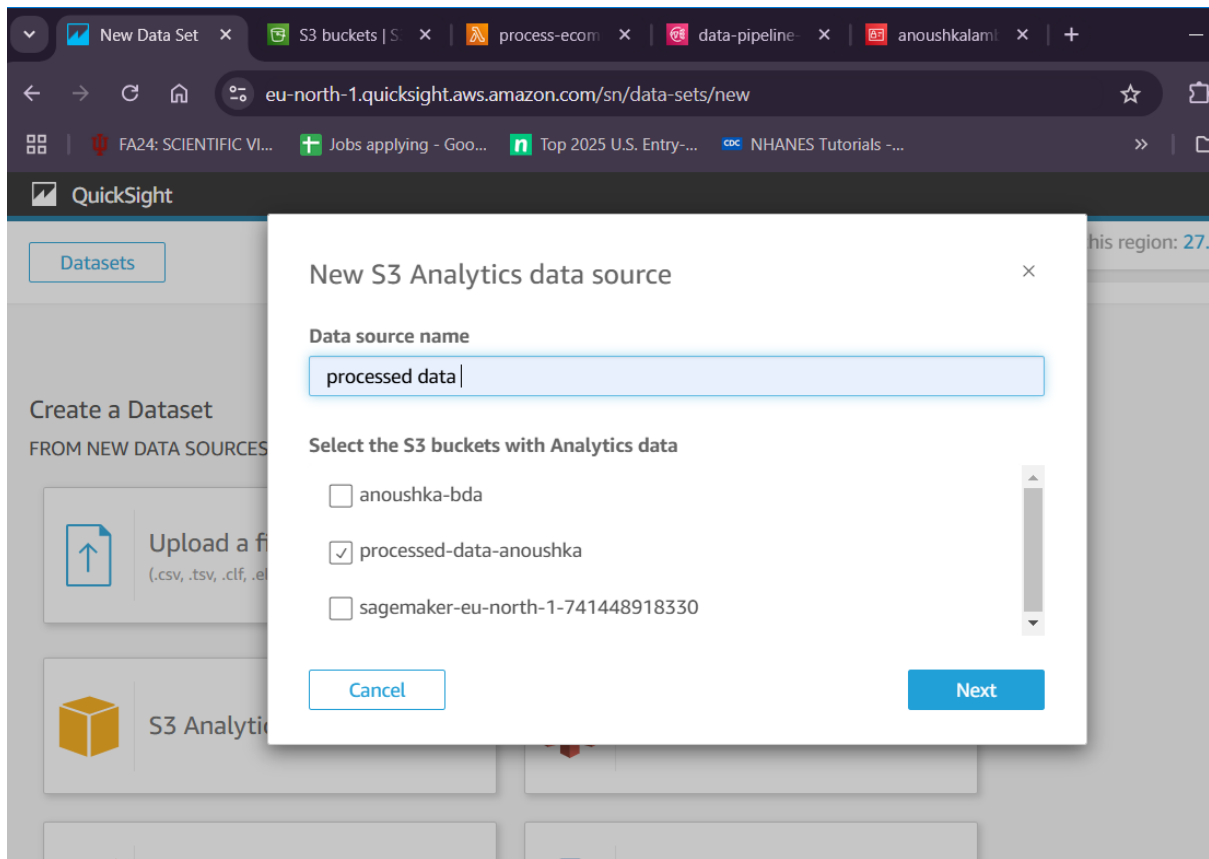 New Data Set
S3 buckets | S
process-ecom
data-pipeline-
anoushkalaml
eu-north-1.quicksight.aws.amazon.com/sn/data-sets/new
FA24: SCIENTIFIC VI...
Jobs applying - Goo...
n
Top 2025 U.S. Entry-...
CDC
NHANES Tutorials -...
QuickSight
Datasets
his region: 27.
New S3 Analytics data source
Data source name
processed data
Create a Dataset
FROM NEW DATA SOURCES
Select the S3 buckets with Analytics data
anoushka-bda
processed-data-anoushka
sagemaker-eu-north-1-741448918330
Upload a fi
(.csv, .tsv, .clf, .el
Cancel
Next
S3 Analytic